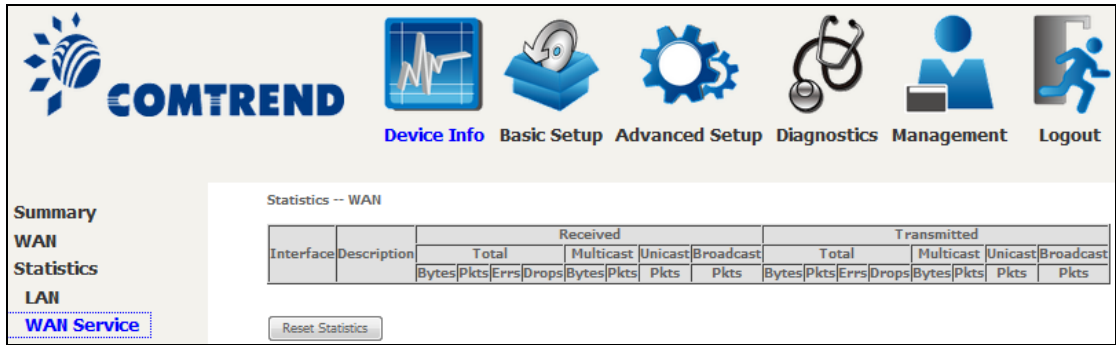 COMTREND
Device Info Basic Setup Advanced Setup Diagnostics Management Logout
Summary
WAN
Statistics
LAN
WAN Service
Statistics -- WAN
Interface Description Received Transmitted
Total Multicast Unicast Broadcast Total Multicast Unicast Broadcast
Bytes Pkts Errs Drops Bytes Pkts Pkts Pkts Bytes Pkts Errs Drops Bytes Pkts Pkts Pkts
Reset Statistics